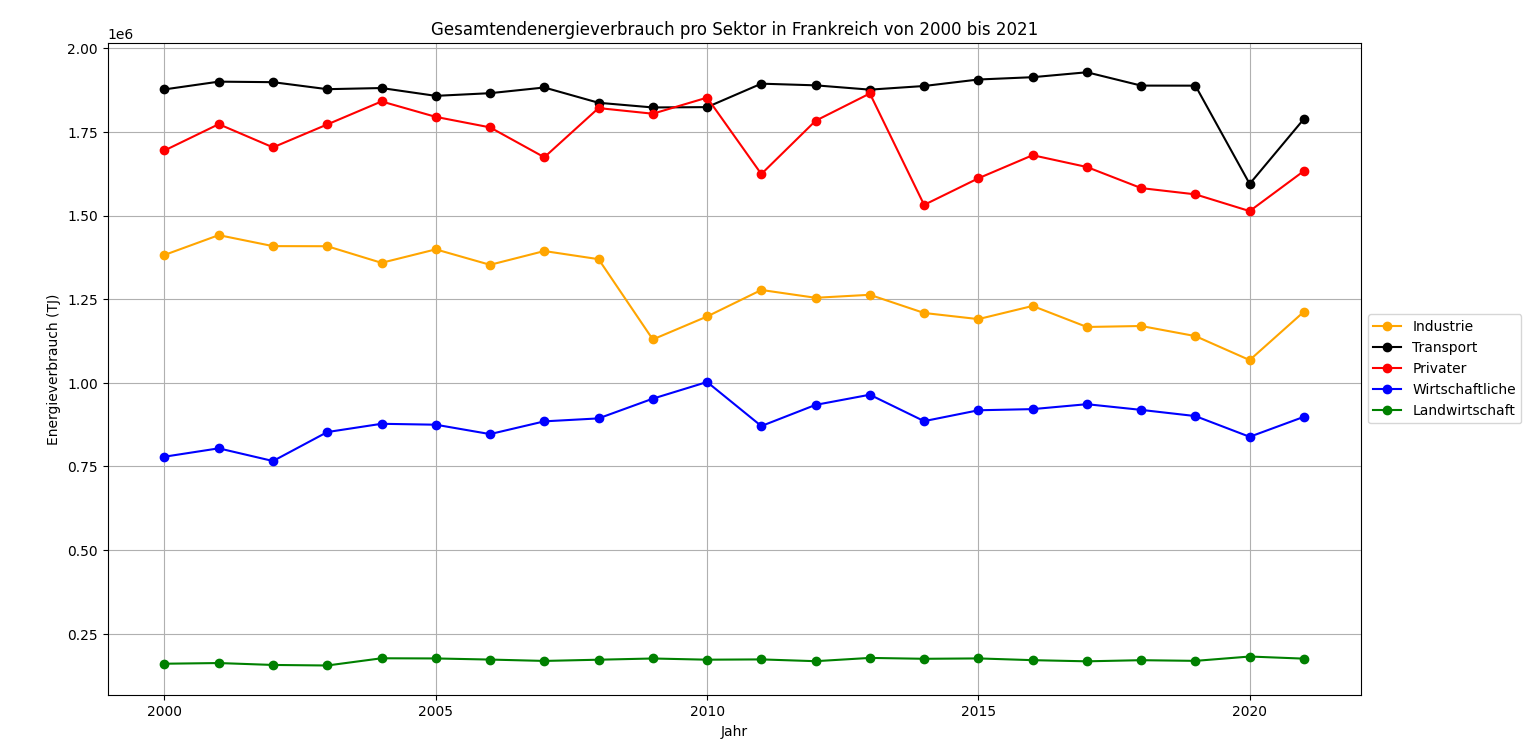 Gesamtendenergieverbrauch pro Sektor in Frankreich von 2000 bis 2021
1e6
2.00
1.75
1.50
1.25
1.00
0.75
0.50
0.25
Energieverbrauch (TJ)
2000
2005
2010
2015
2020
Jahr
Industrie
Transport
Privater
Wirtschaftliche
Landwirtschaft